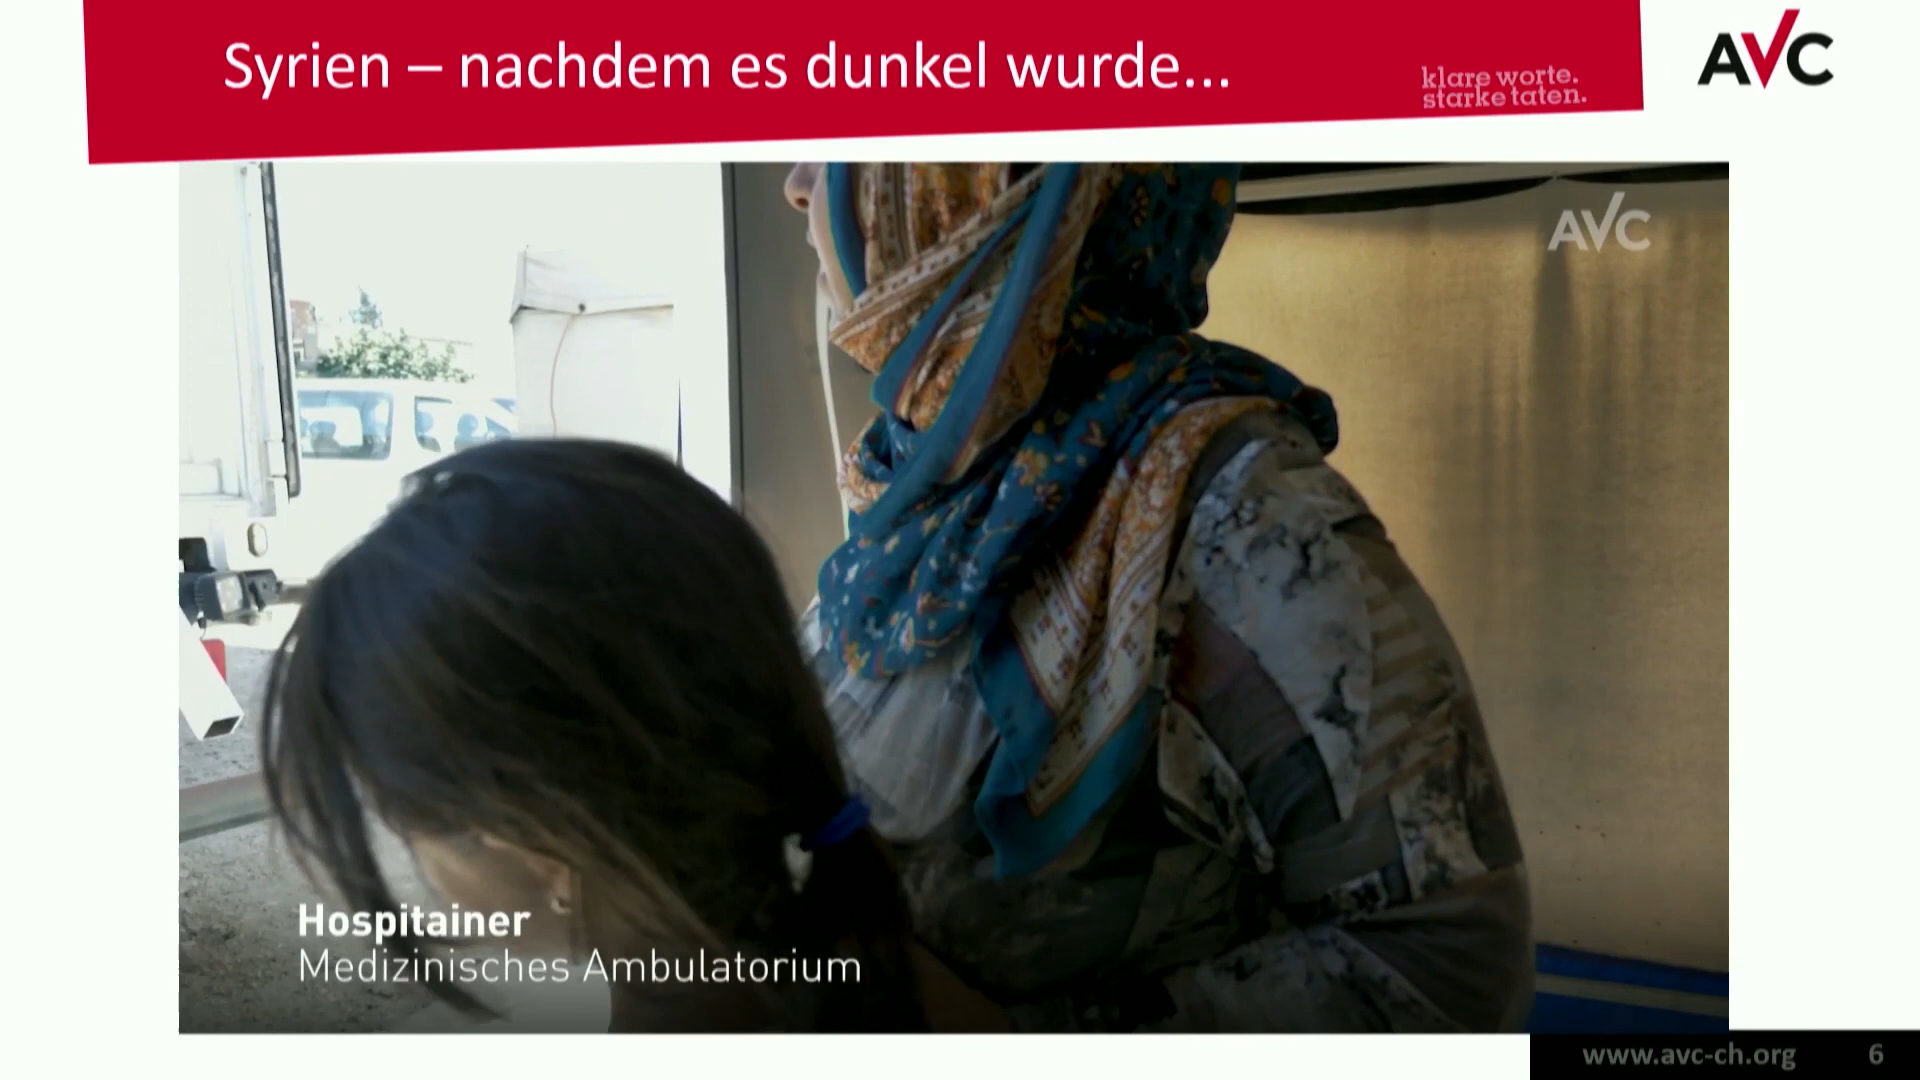 Syrien – nachdem es dunkel wurde...
klare worte.
starke taten.
AVC
AVC
Hospitainer
Medizinisches Ambulatorium
www.avc-ch.org 6